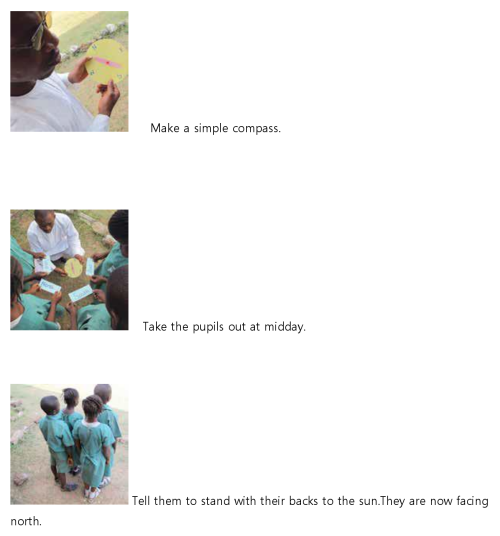 Make a simple compass.
Take the pupils out at midday.
Tell them to stand with their backs to the sun.They are now facing
north.